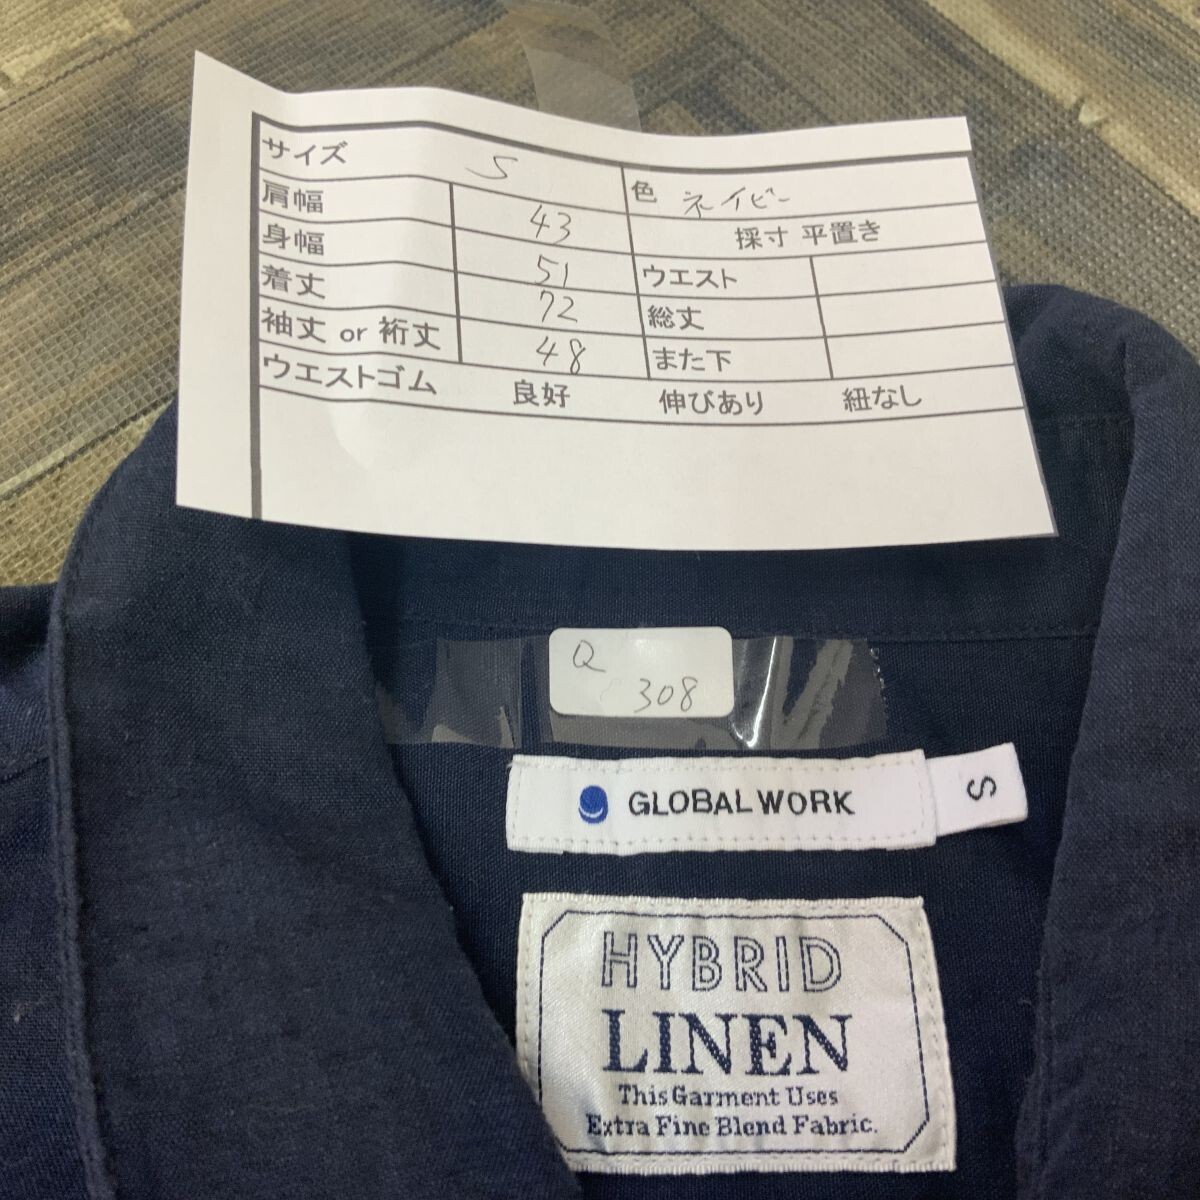 サイズ S 色 ネイビー
肩幅 43 採寸 平置き
身幅 51 ウエスト
着丈 72 総丈
袖丈 or 裄丈 48 また下
ウエストゴム 良好 伸びあり 紐なし
Q
308
GLOBAL WORK S
HYBRID
LINEN
This Garment Uses
Extra Fine Blend Fabric.